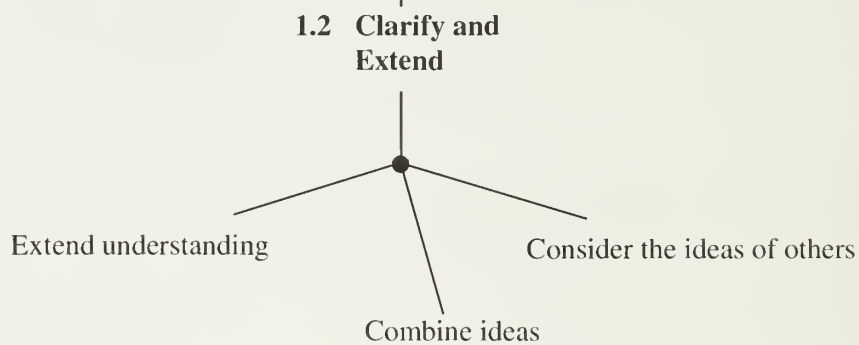 1.2 Clarify and
Extend
Extend understanding
Consider the ideas of others
Combine ideas